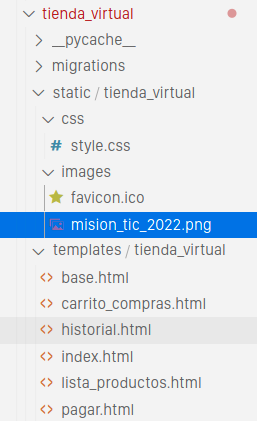 tienda_virtual
__pycache__
migrations
static / tienda_virtual
css
# style.css
images
favicon.ico
mision_tic_2022.png
templates / tienda_virtual
<> base.html
<> carrito_compras.html
<> historial.html
<> index.html
<> lista_productos.html
<> pagar.html